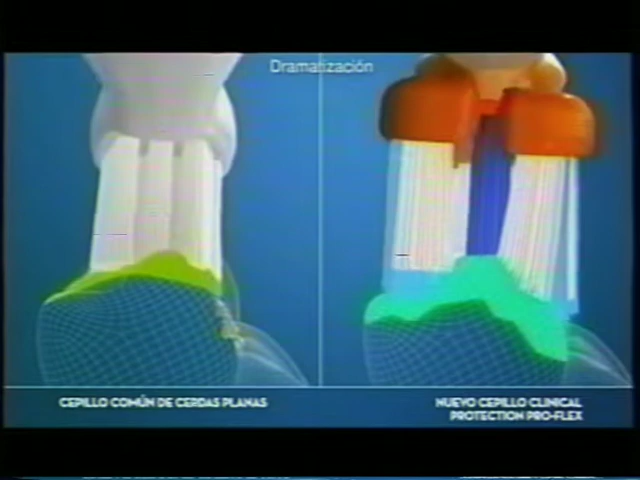 Dramatización
CEPILLO COMÚN DE CERDAS PLANAS
NUEVO CEPILLO CLINICAL
PROTECTION PRO-FLEX